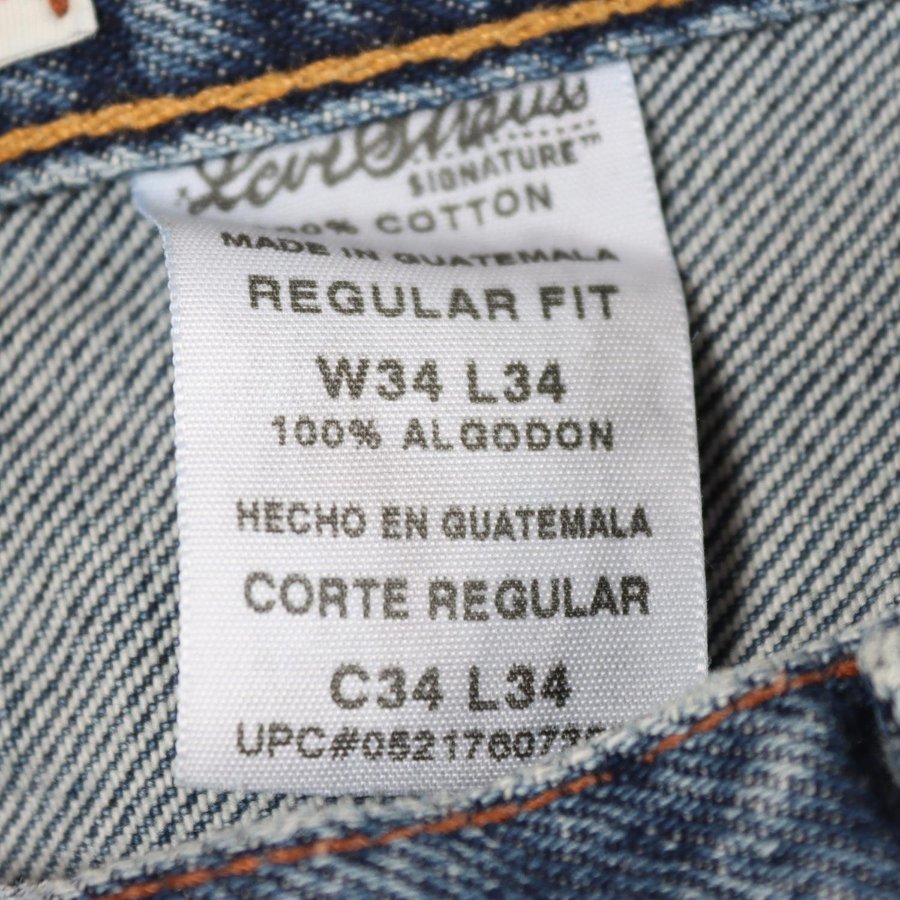 Levi Strauss
SIGNATURE™
100% COTTON
MADE IN GUATEMALA
REGULAR FIT
W34 L34
100% ALGODON
HECHO EN GUATEMALA
CORTE REGULAR
C34 L34